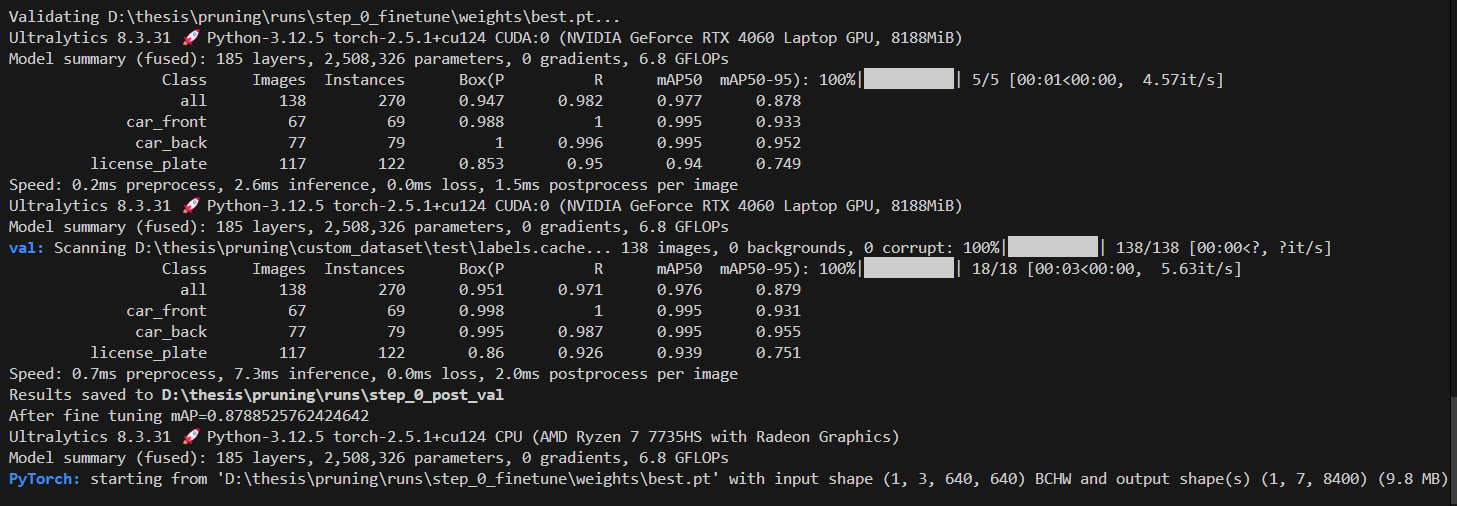 Validating D:\thesis\pruning\runs\step_0_finetune\weights\best.pt...
Ultralytics 8.3.31 🚀 Python-3.12.5 torch-2.5.1+cu124 CUDA:0 (NVIDIA GeForce RTX 4060 Laptop GPU, 8188MiB)
Model summary (fused): 185 layers, 2,508,326 parameters, 0 gradients, 6.8 GFLOPs
Class Images Instances Box(P R mAP50 mAP50-95): 100%|██████████| 5/5 [00:01<00:00, 4.57it/s]
all 138 270 0.947 0.982 0.977 0.878
car_front 67 69 0.988 1 0.995 0.933
car_back 77 79 1 0.996 0.995 0.952
license_plate 117 122 0.853 0.95 0.94 0.749
Speed: 0.2ms preprocess, 2.6ms inference, 0.0ms loss, 1.5ms postprocess per image
Ultralytics 8.3.31 🚀 Python-3.12.5 torch-2.5.1+cu124 CUDA:0 (NVIDIA GeForce RTX 4060 Laptop GPU, 8188MiB)
Model summary (fused): 185 layers, 2,508,326 parameters, 0 gradients, 6.8 GFLOPs
val: Scanning D:\thesis\pruning\custom_dataset\test\labels.cache... 138 images, 0 backgrounds, 0 corrupt: 100%|██████████| 138/138 [00:00<?, ?it/s]
Class Images Instances Box(P R mAP50 mAP50-95): 100%|██████████| 18/18 [00:03<00:00, 5.63it/s]
all 138 270 0.951 0.971 0.976 0.879
car_front 67 69 0.998 1 0.995 0.931
car_back 77 79 0.995 0.987 0.995 0.955
license_plate 117 122 0.86 0.926 0.939 0.751
Speed: 0.7ms preprocess, 7.3ms inference, 0.0ms loss, 2.0ms postprocess per image
Results saved to D:\thesis\pruning\runs\step_0_post_val
After fine tuning mAP=0.8788525762424642
Ultralytics 8.3.31 🚀 Python-3.12.5 torch-2.5.1+cu124 CPU (AMD Ryzen 7 7735HS with Radeon Graphics)
Model summary (fused): 185 layers, 2,508,326 parameters, 0 gradients, 6.8 GFLOPs
PyTorch: starting from 'D:\thesis\pruning\runs\step_0_finetune\weights\best.pt' with input shape (1, 3, 640, 640) BCHW and output shape(s) (1, 7, 8400) (9.8 MB)